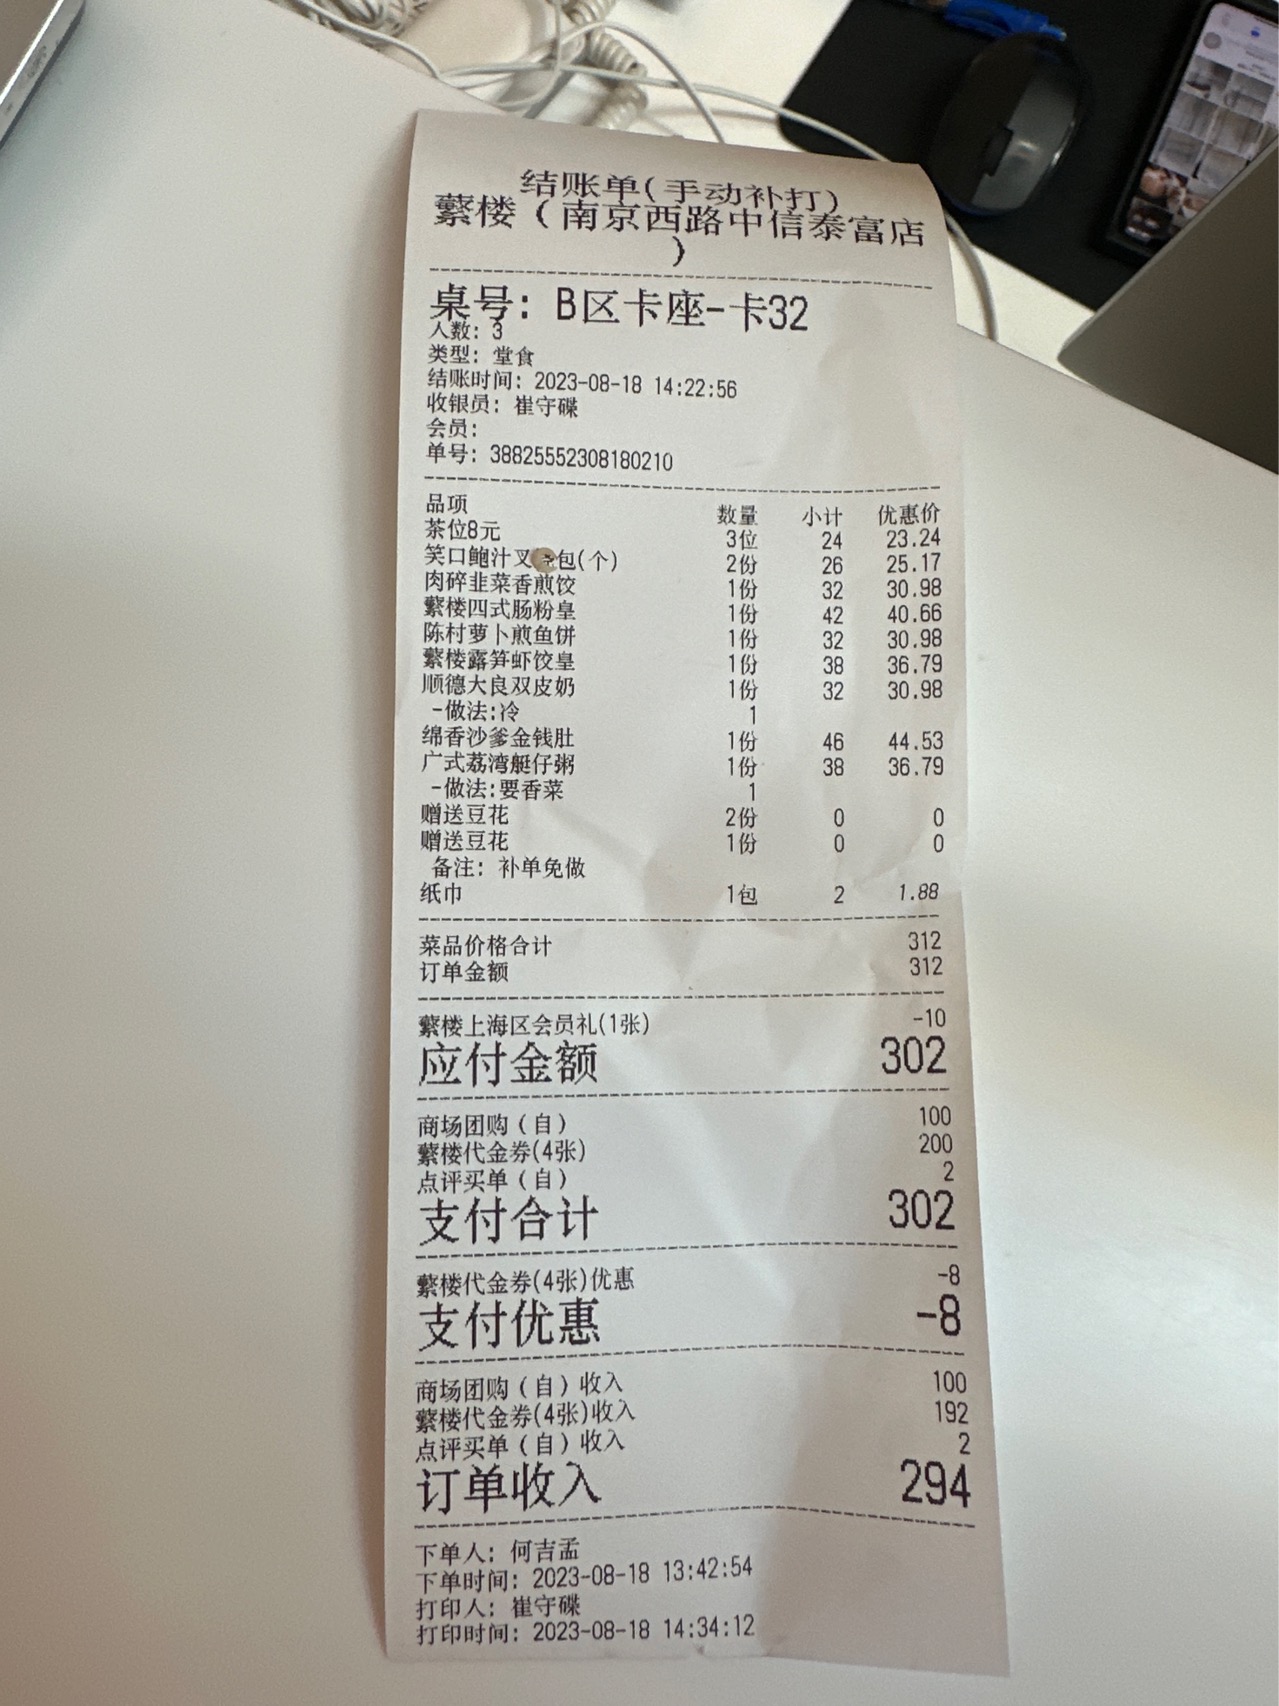 结账单(手动补打)
蘩楼（南京西路中信泰富店
）
桌号: B区卡座-卡32
人数: 3
类型: 堂食
结账时间: 2023-08-18 14:22:56
收银员: 崔守碟
会员:
单号: 388255552308180210
品项 数量 小计 优惠价
茶位8元 3位 24 23.24
笑口鲍汁叉包(个) 2份 26 25.17
肉碎韭菜香煎饺 1份 32 30.98
蘩楼四式肠粉皇 1份 42 40.66
陈村萝卜煎鱼饼 1份 32 30.98
蘩楼露笋虾饺皇 1份 38 36.79
顺德大良双皮奶 1份 32 30.98
-做法:冷 1
绵香沙爹金钱肚 1份 46 44.53
广式荔湾艇仔粥 1份 38 36.79
-做法:要香菜 1
赠送豆花 2份 0 0
赠送豆花 1份 0 0
备注: 补单免做
纸巾 1包 2 1.88
菜品价格合计 312
订单金额 312
蘩楼上海区会员礼(1张) -10
应付金额 302
商场团购（自） 100
蘩楼代金券(4张) 200
点评买单（自） 2
支付合计 302
蘩楼代金券(4张)优惠 -8
支付优惠 -8
商场团购（自）收入 100
蘩楼代金券(4张)收入 192
点评买单（自）收入 2
订单收入 294
下单人: 何吉孟
下单时间: 2023-08-18 13:42:54
打印人: 崔守碟
打印时间: 2023-08-18 14:34:12